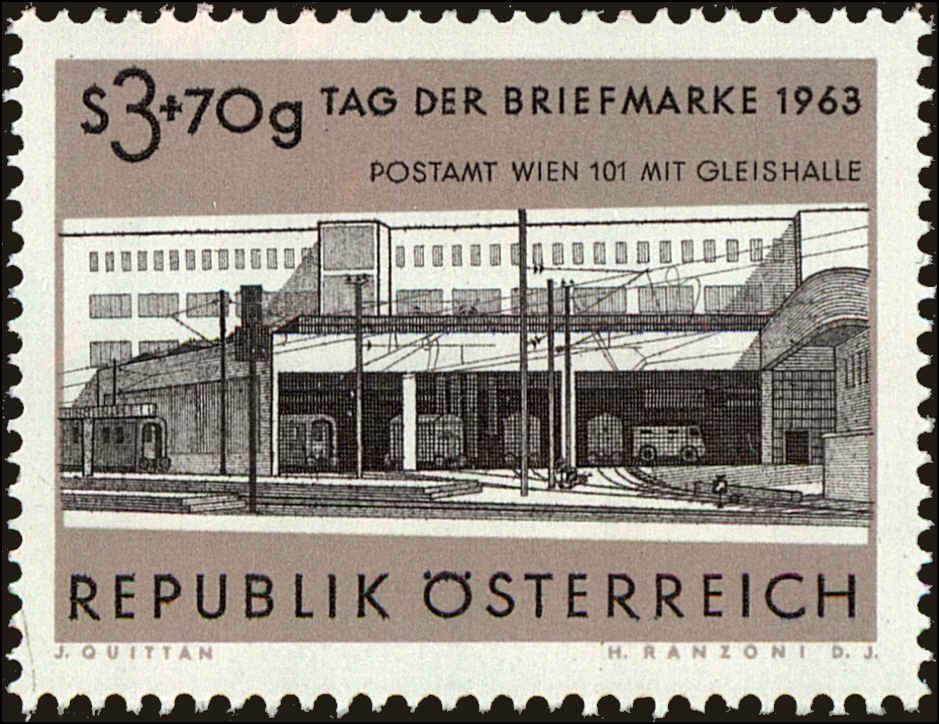 S3+70g TAG DER BRIEFMARKE 1963
POSTAMT WIEN 101 MIT GLEISHALLE
REPUBLIK ÖSTERREICH
J. QUITTAN H. RANZONI D. J.